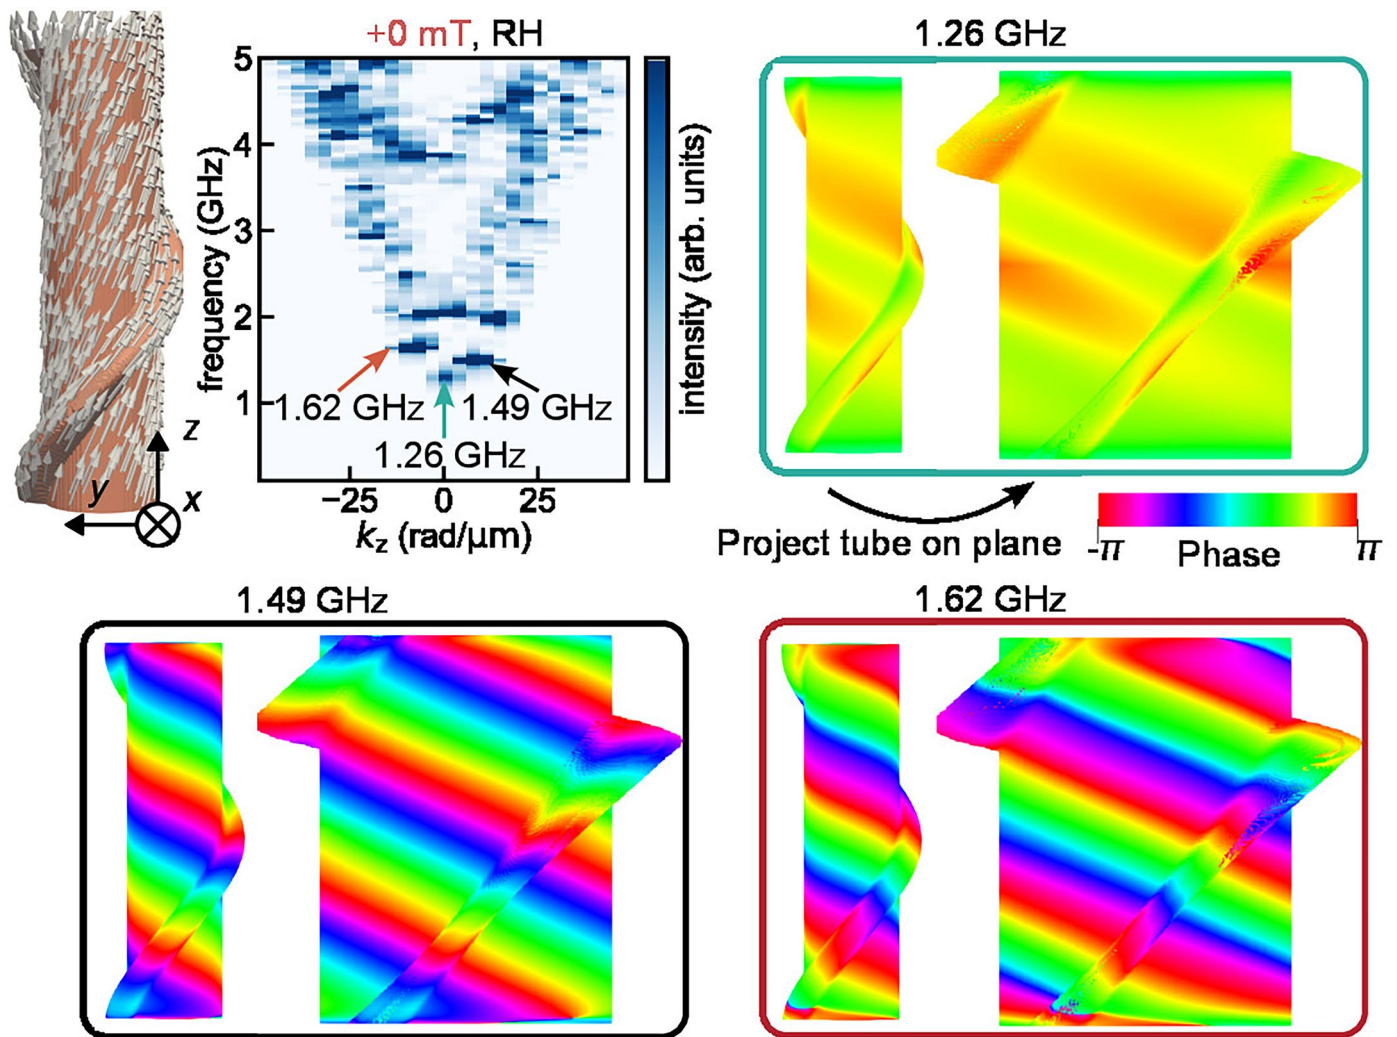 +0 mT, RH
5
4
3
2
1
frequency (GHz)
1.62 GHz
1.49 GHz
1.26 GHz
−25 0 25
kz (rad/µm)
intensity (arb. units)
z
y
x
1.26 GHz
Project tube on plane
-π π
Phase
1.49 GHz
1.62 GHz